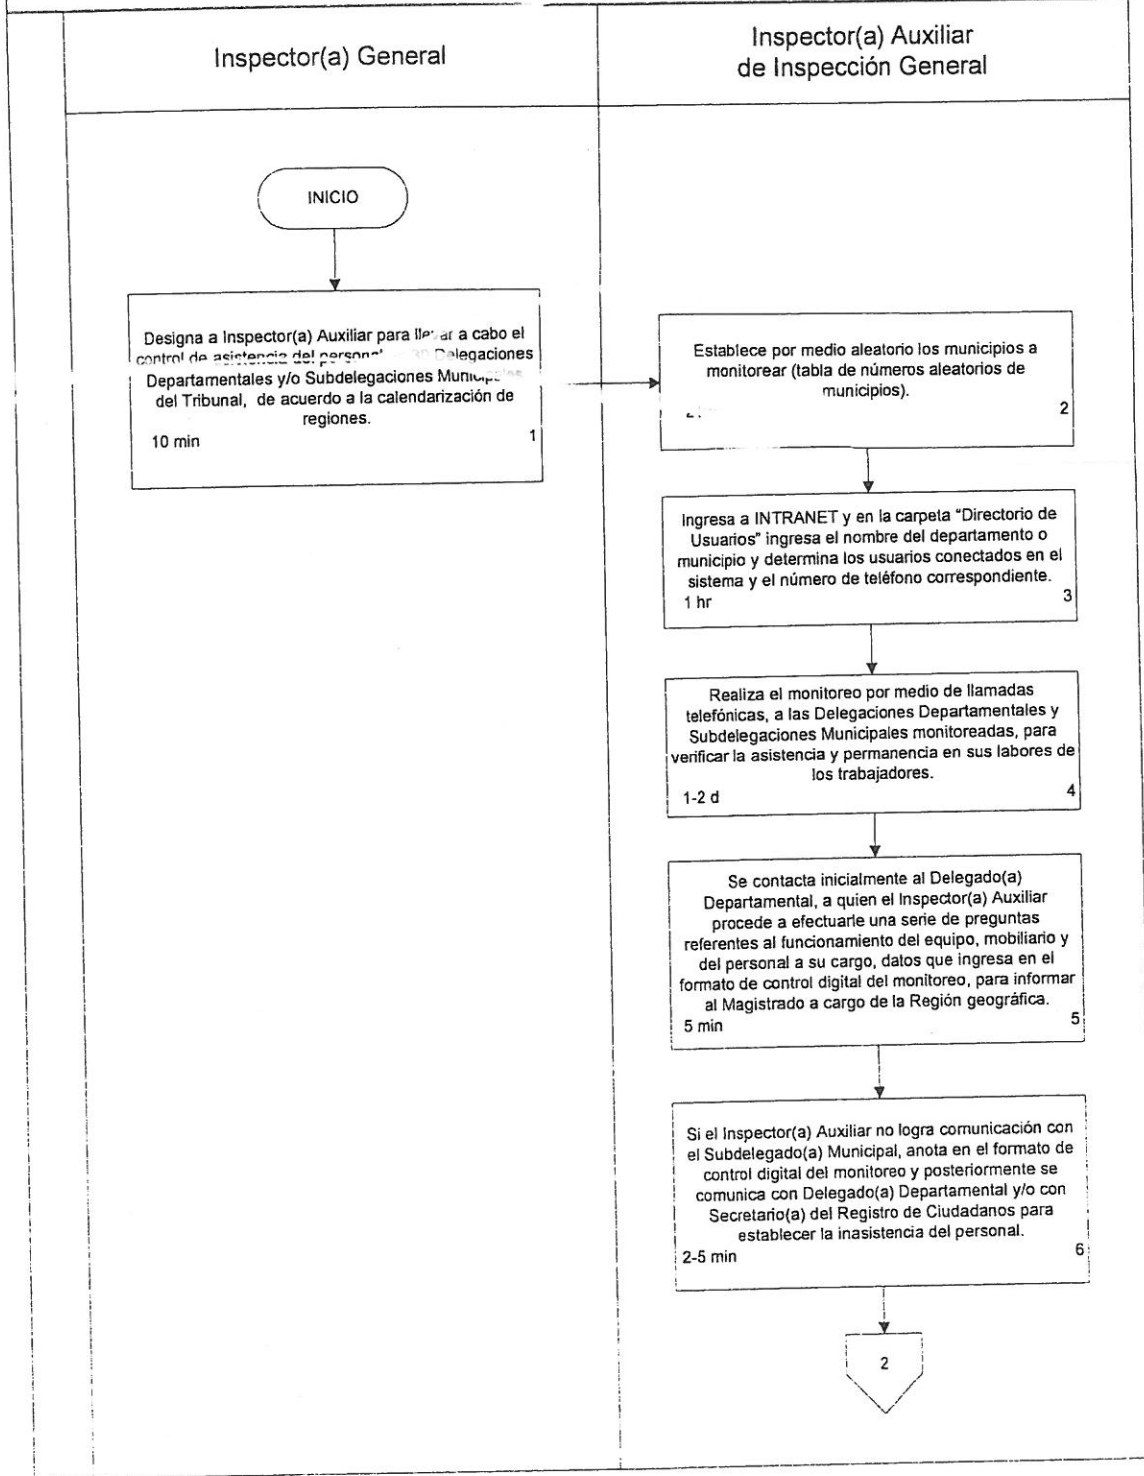 Inspector(a) General
Inspector(a) Auxiliar
de Inspección General
INICIO
Designa a Inspector(a) Auxiliar para a cabo el
control de asistencia del Delegaciones
Departamentales y/o Subdelegaciones
del Tribunal, de acuerdo a la calendarización de
regiones.
10 min 1
Establece por medio aleatorio los municipios a
monitorear (tabla de números aleatorios de
municipios).
2
Ingresa a INTRANET y en la carpeta "Directorio de
Usuarios" ingresa el nombre del departamento o
municipio y determina los usuarios conectados en el
sistema y el número de teléfono correspondiente.
1 hr 3
Realiza el monitoreo por medio de llamadas
telefónicas, a las Delegaciones Departamentales y
Subdelegaciones Municipales monitoreadas, para
verificar la asistencia y permanencia en sus labores de
los trabajadores.
1-2 d 4
Se contacta inicialmente al Delegado(a)
Departamental, a quien el Inspector(a) Auxiliar
procede a efectuarle una serie de preguntas
referentes al funcionamiento del equipo, mobiliario y
del personal a su cargo, datos que ingresa en el
formato de control digital del monitoreo, para informar
al Magistrado a cargo de la Región geográfica.
5 min 5
Si el Inspector(a) Auxiliar no logra comunicación con
el Subdelegado(a) Municipal, anota en el formato de
control digital del monitoreo y posteriormente se
comunica con Delegado(a) Departamental y/o con
Secretario(a) del Registro de Ciudadanos para
establecer la inasistencia del personal.
2-5 min 6
2